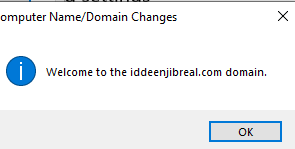 omputer Name/Domain Changes
Welcome to the iddeenjibreal.com domain.
OK